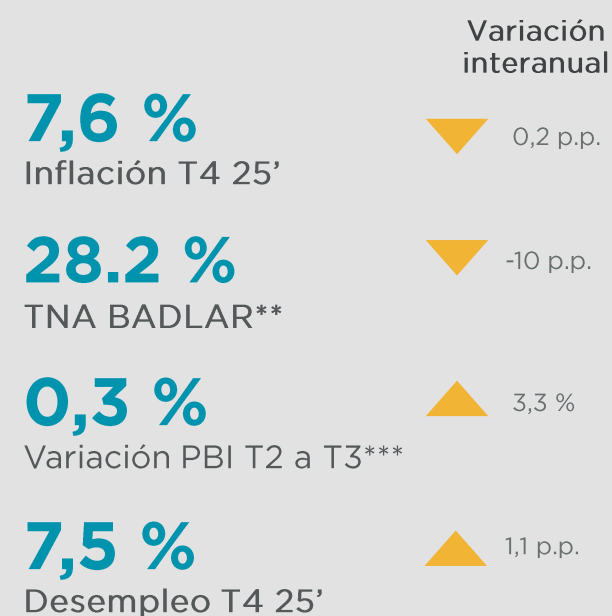 Variación
interanual
7,6 %
0,2 p.p.
Inflación T4 25’
28.2 %
-10 p.p.
TNA BADLAR**
0,3 %
3,3 %
Variación PBI T2 a T3***
7,5 %
1,1 p.p.
Desempleo T4 25’